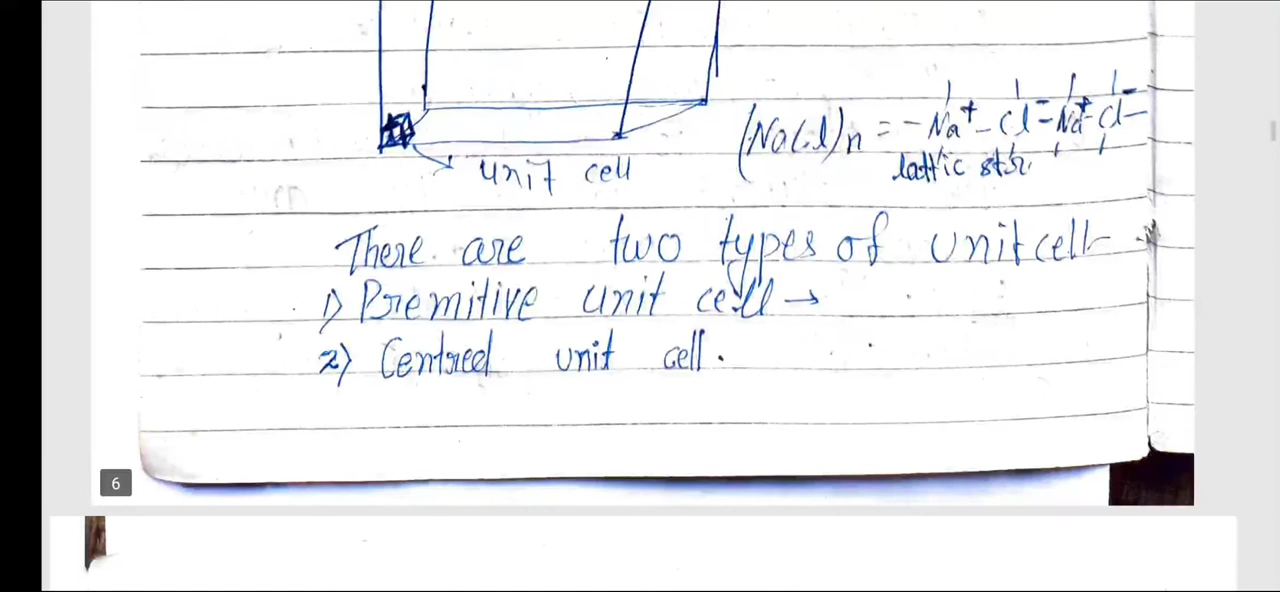 (NaCl)n = -Na⁺ - Cl⁻ - Na⁺ - Cl⁻
lattic str.
unit cell
There are two types of unit cell-
1) Premitive unit cell →
2) Centred unit cell.
6